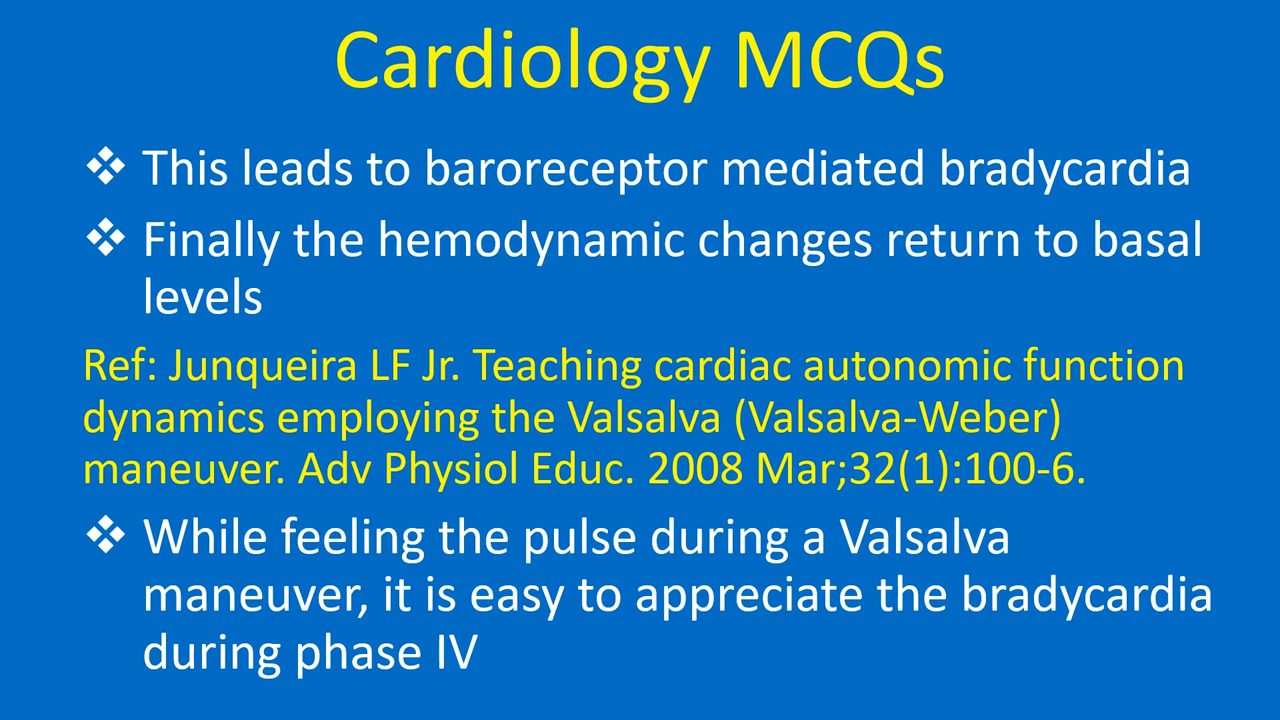 Cardiology MCQs
❖ This leads to baroreceptor mediated bradycardia
❖ Finally the hemodynamic changes return to basal
levels
Ref: Junqueira LF Jr. Teaching cardiac autonomic function
dynamics employing the Valsalva (Valsalva-Weber)
maneuver. Adv Physiol Educ. 2008 Mar;32(1):100-6.
❖ While feeling the pulse during a Valsalva
maneuver, it is easy to appreciate the bradycardia
during phase IV